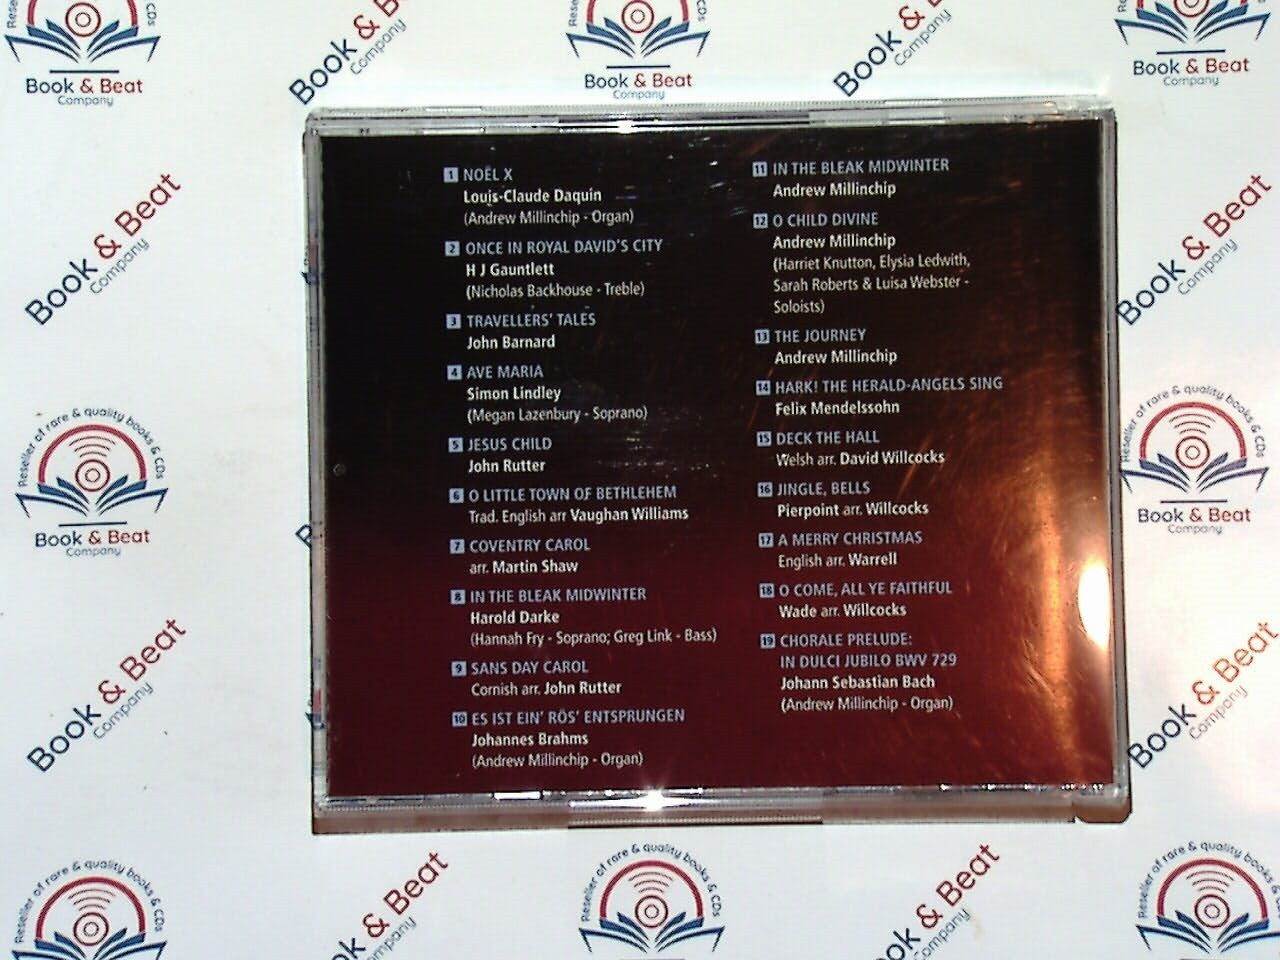 1 NOËL X
Louis-Claude Daquin
(Andrew Millinchip - Organ)
2 ONCE IN ROYAL DAVID'S CITY
H J Gauntlett
(Nicholas Backhouse - Treble)
3 TRAVELLERS' TALES
John Barnard
4 AVE MARIA
Simon Lindley
(Megan Lazenbury - Soprano)
5 JESUS CHILD
John Rutter
6 O LITTLE TOWN OF BETHLEHEM
Trad. English arr Vaughan Williams
7 COVENTRY CAROL
arr. Martin Shaw
8 IN THE BLEAK MIDWINTER
Harold Darke
(Hannah Fry - Soprano; Greg Link - Bass)
9 SANS DAY CAROL
Cornish arr. John Rutter
10 ES IST EIN' RÖS' ENTSPRUNGEN
Johannes Brahms
(Andrew Millinchip - Organ)
11 IN THE BLEAK MIDWINTER
Andrew Millinchip
12 O CHILD DIVINE
Andrew Millinchip
(Harriet Knutton, Elysia Ledwith,
Sarah Roberts & Luisa Webster -
Soloists)
13 THE JOURNEY
Andrew Millinchip
14 HARK! THE HERALD-ANGELS SING
Felix Mendelssohn
15 DECK THE HALL
Welsh arr. David Willcocks
16 JINGLE, BELLS
Pierpoint arr. Willcocks
17 A MERRY CHRISTMAS
English arr. Warrell
18 O COME, ALL YE FAITHFUL
Wade arr. Willcocks
19 CHORALE PRELUDE:
IN DULCI JUBILO BWV 729
Johann Sebastian Bach
(Andrew Millinchip - Organ)
Book & Beat
Company
Book & Beat
Company
Book & Beat
Company
Book & Beat
Company
Book & Beat
Company
Book & Beat
Company
Book & Beat
Company
Reseller of rare & quality books & CDs
Book & Beat
Company
Reseller of rare & quality books & CDs
Book & Beat
Company
Book & Beat
Company
Book & Beat
Company
Reseller of rare & quality books & CDs
Reseller of rare & quality books & CDs
Reseller of rare & quality books & CDs
& Beat
Company
& Beat
Company